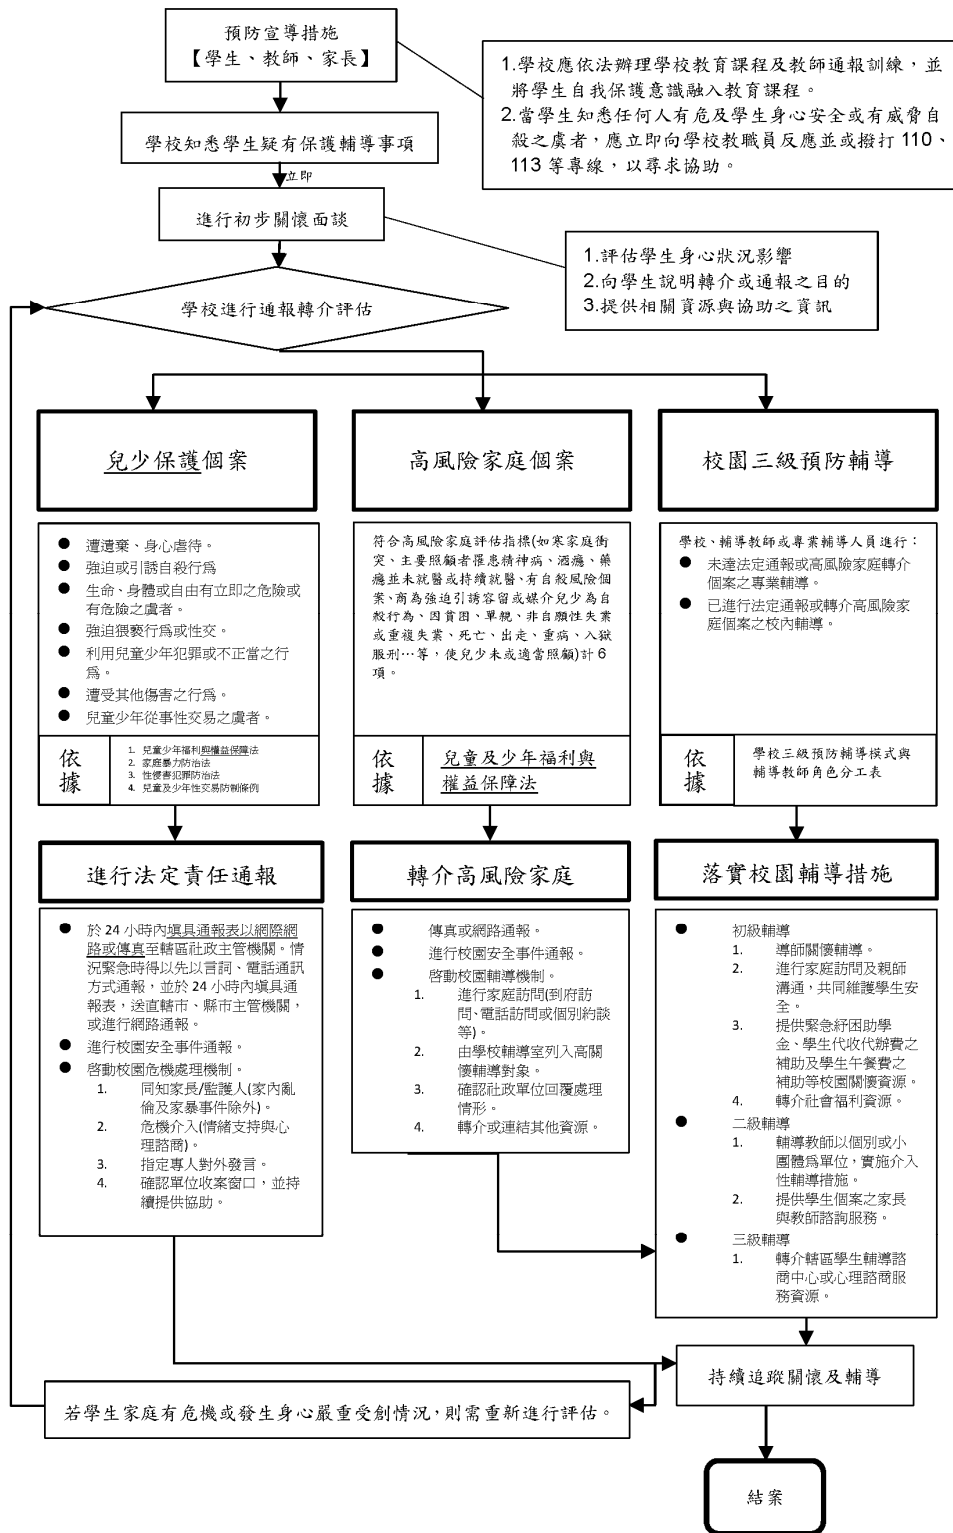 預防宣導措施
【學生、教師、家長】
1.學校應依法辦理學校教育課程及教師通報訓練，並
將學生自我保護意識融入教育課程。
2.當學生知悉任何人有危及學生身心安全或有威脅自
殺之虞者，應立即向學校教職員反應並或撥打 110、
113 等專線，以尋求協助。
學校知悉學生疑有保護輔導事項
立即
進行初步關懷面談
1.評估學生身心狀況影響
2.向學生說明轉介或通報之目的
3.提供相關資源與協助之資訊
學校進行通報轉介評估
兒少保護個案
● 遭遺棄、身心虐待。
● 強迫或引誘自殺行為
● 生命、身體或自由有立即之危險或
有危險之虞者。
● 強迫猥褻行為或性交。
● 利用兒童少年犯罪或不正當之行
為。
● 遭受其他傷害之行為。
● 兒童少年從事性交易之虞者。
依
據
1. 兒童少年福利與權益保障法
2. 家庭暴力防治法
3. 性侵害犯罪防治法
4. 兒童及少年性交易防制條例
高風險家庭個案
符合高風險家庭評估指標(如寒家庭衝
突、主要照顧者罹患精神病、酒癮、藥
癮並未就醫或持續就醫、有自殺風險個
案、商為強迫引誘容留或媒介兒少為自
殺行為、因貧困、單親、非自願性失業
或重複失業、死亡、出走、重病、入獄
服刑…等，使兒少未或適當照顧)計 6
項。
依
據
兒童及少年福利與
權益保障法
校園三級預防輔導
學校、輔導教師或專業輔導人員進行：
● 未達法定通報或高風險家庭轉介
個案之專業輔導。
● 已進行法定通報或轉介高風險家
庭個案之校內輔導。
依
據
學校三級預防輔導模式與
輔導教師角色分工表
進行法定責任通報
● 於 24 小時內填具通報表以網際網
路或傳真至轄區社政主管機關。情
況緊急時得以先以言詞、電話通訊
方式通報，並於 24 小時內填具通
報表，送直轄市、縣市主管機關，
或進行網路通報。
● 進行校園安全事件通報。
● 啓動校園危機處理機制。
1. 同知家長/監護人(家內亂
倫及家暴事件除外)。
2. 危機介入(情緒支持與心
理諮商)。
3. 指定專人對外發言。
4. 確認單位收案窗口，並持
續提供協助。
轉介高風險家庭
● 傳真或網路通報。
● 進行校園安全事件通報。
● 啓動校園輔導機制。
1. 進行家庭訪問(到府訪
問、電話訪問或個別約談
等)。
2. 由學校輔導室列入高關
懷輔導對象。
3. 確認社政單位回覆處理
情形。
4. 轉介或連結其他資源。
落實校園輔導措施
● 初級輔導
1. 導師關懷輔導。
2. 進行家庭訪問及親師
溝通，共同維護學生安
全。
3. 提供緊急紓困助學
金、學生代收代辦費之
補助及學生午餐費之
補助等校園關懷資源。
4. 轉介社會福利資源。
● 二級輔導
1. 輔導教師以個別或小
團體為單位，實施介入
性輔導措施。
2. 提供學生個案之家長
與教師諮詢服務。
● 三級輔導
1. 轉介轄區學生輔導諮
商中心或心理諮商服
務資源。
持續追蹤關懷及輔導
若學生家庭有危機或發生身心嚴重受創情況，則需重新進行評估。
結案